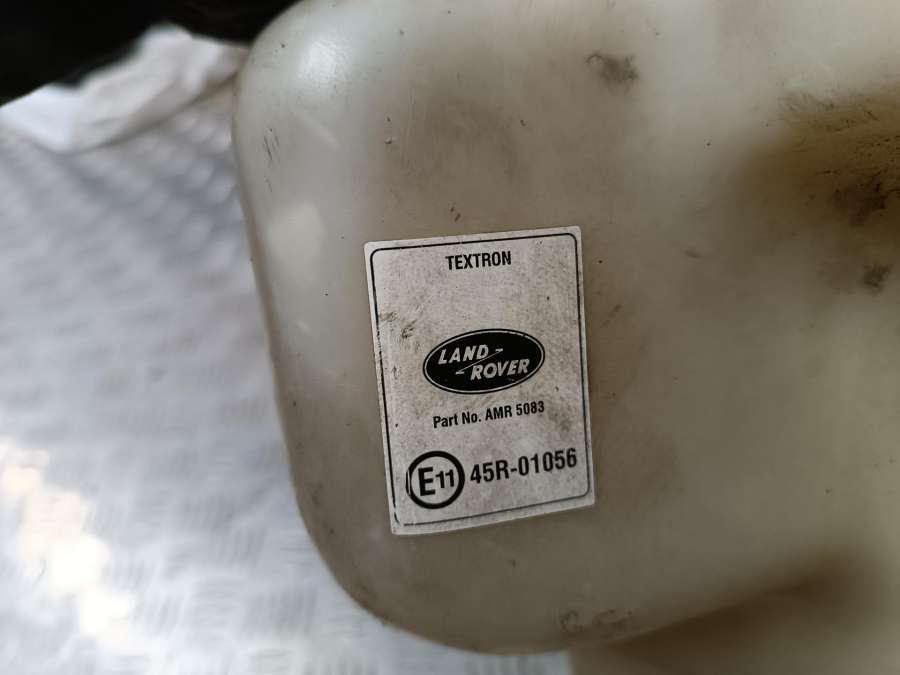 TEXTRON
LAND
ROVER
Part No. AMR 5083
E11 45R-01056